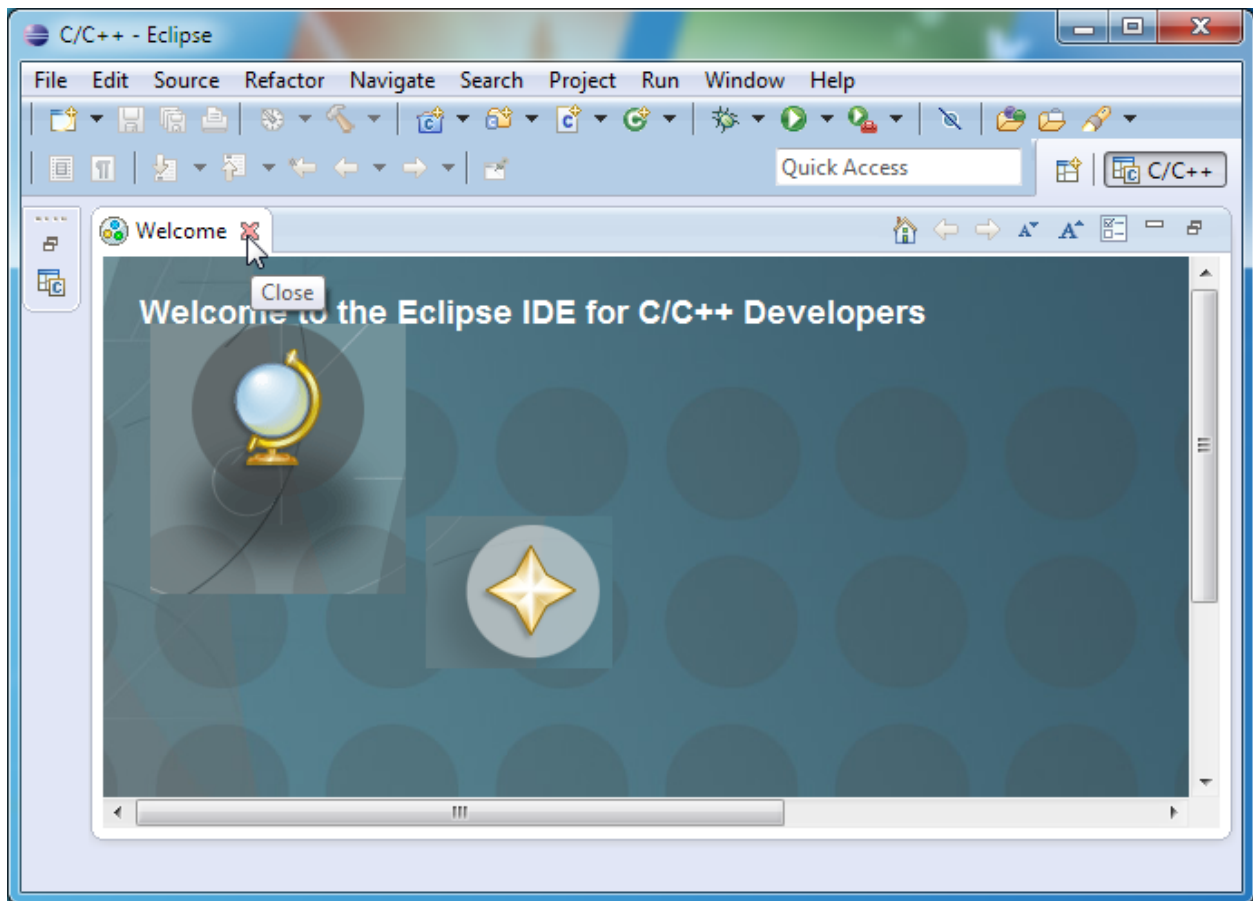 C/C++ - Eclipse
File Edit Source Refactor Navigate Search Project Run Window Help
Quick Access
C/C++
Welcome
Close
Welcome to the Eclipse IDE for C/C++ Developers